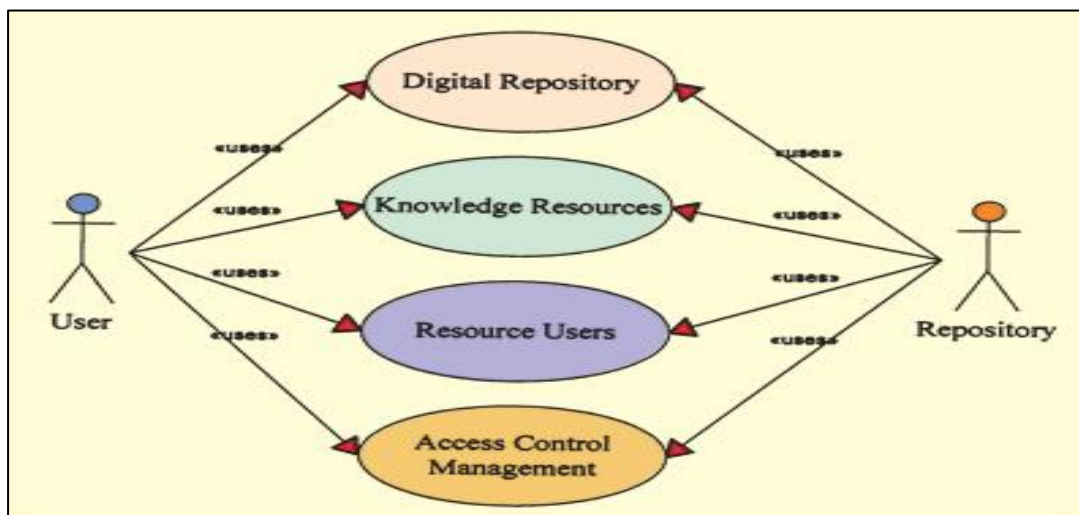 Digital Repository
«uses»
«uses»
Knowledge Resources
«uses»
«uses»
«uses»
«uses»
User
Resource Users
Repository
«uses»
«uses»
Access Control
Management